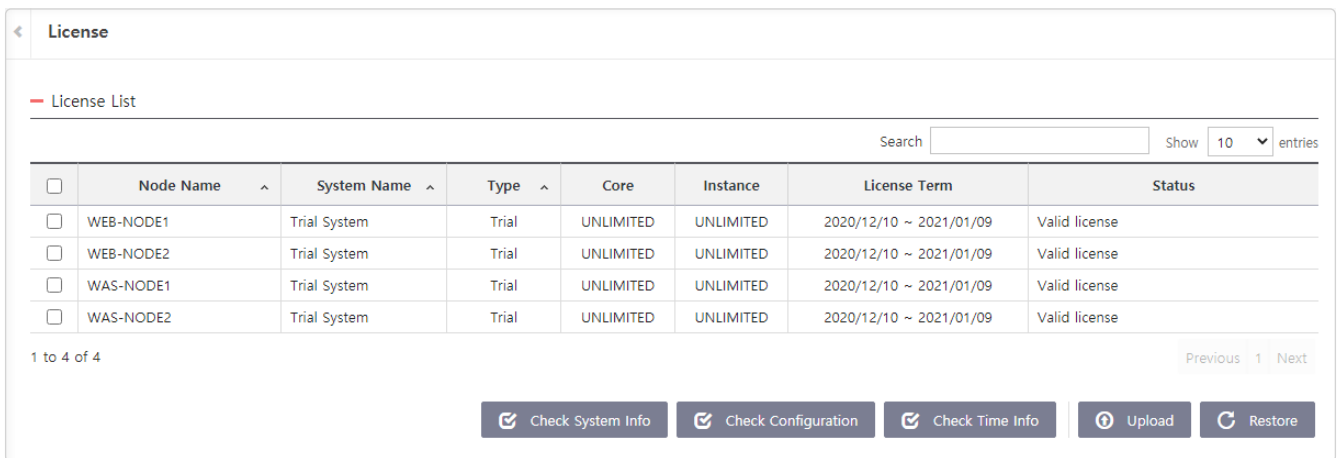 License
License List
Search Show 10 entries
Node Name System Name Type Core Instance License Term Status
WEB-NODE1 Trial System Trial UNLIMITED UNLIMITED 2020/12/10 ~ 2021/01/09 Valid license
WEB-NODE2 Trial System Trial UNLIMITED UNLIMITED 2020/12/10 ~ 2021/01/09 Valid license
WAS-NODE1 Trial System Trial UNLIMITED UNLIMITED 2020/12/10 ~ 2021/01/09 Valid license
WAS-NODE2 Trial System Trial UNLIMITED UNLIMITED 2020/12/10 ~ 2021/01/09 Valid license
1 to 4 of 4 Previous 1 Next
Check System Info Check Configuration Check Time Info Upload Restore